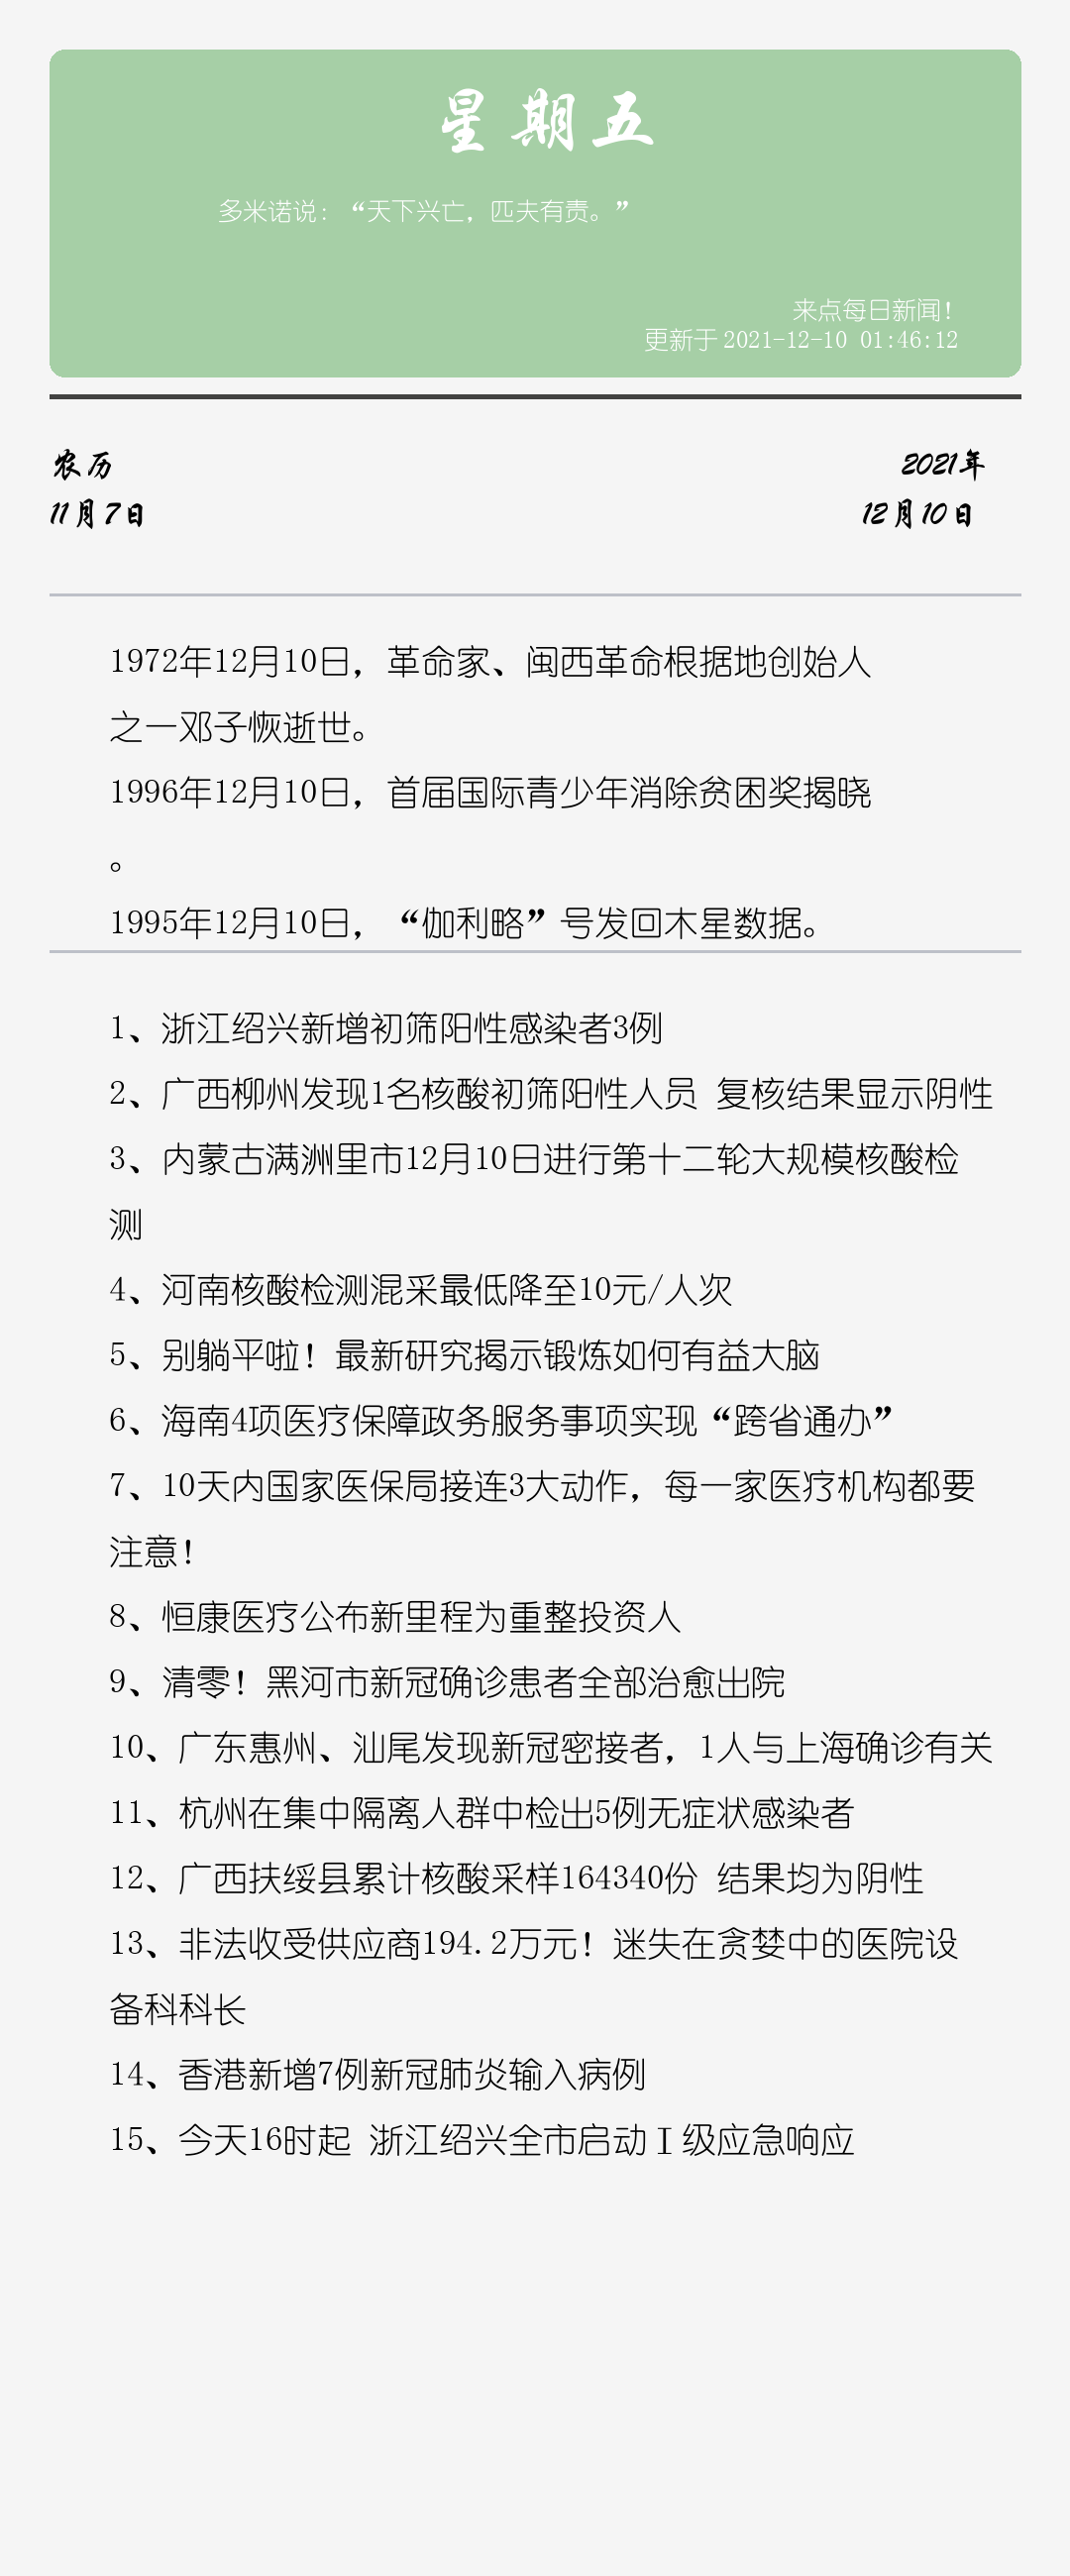 星期五
多米诺说：“天下兴亡，匹夫有责。”
来点每日新闻！
更新于 2021-12-10 01:46:12
农历
2021年
11月7日
12月10日
1972年12月10日，革命家、闽西革命根据地创始人
之一邓子恢逝世。
1996年12月10日，首届国际青少年消除贫困奖揭晓
。
1995年12月10日，“伽利略”号发回木星数据。
1、浙江绍兴新增初筛阳性感染者3例
2、广西柳州发现1名核酸初筛阳性人员 复核结果显示阴性
3、内蒙古满洲里市12月10日进行第十二轮大规模核酸检
测
4、河南核酸检测混采最低降至10元/人次
5、别躺平啦！最新研究揭示锻炼如何有益大脑
6、海南4项医疗保障政务服务事项实现“跨省通办”
7、10天内国家医保局接连3大动作，每一家医疗机构都要
注意！
8、恒康医疗公布新里程为重整投资人
9、清零！黑河市新冠确诊患者全部治愈出院
10、广东惠州、汕尾发现新冠密接者，1人与上海确诊有关
11、杭州在集中隔离人群中检出5例无症状感染者
12、广西扶绥县累计核酸采样164340份 结果均为阴性
13、非法收受供应商194.2万元！迷失在贪婪中的医院设
备科科长
14、香港新增7例新冠肺炎输入病例
15、今天16时起 浙江绍兴全市启动Ⅰ级应急响应